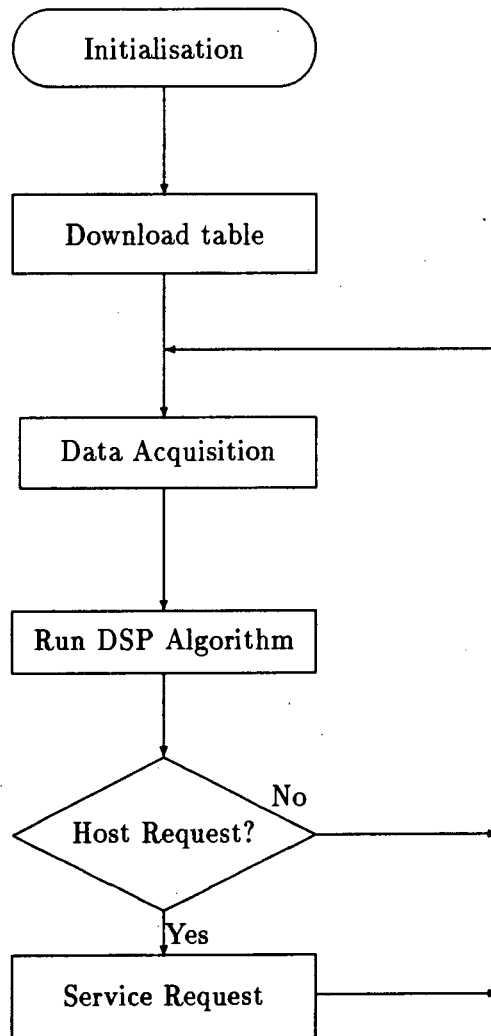 Initialisation
Download table
Data Acquisition
Run DSP Algorithm
No
Host Request?
Yes
Service Request